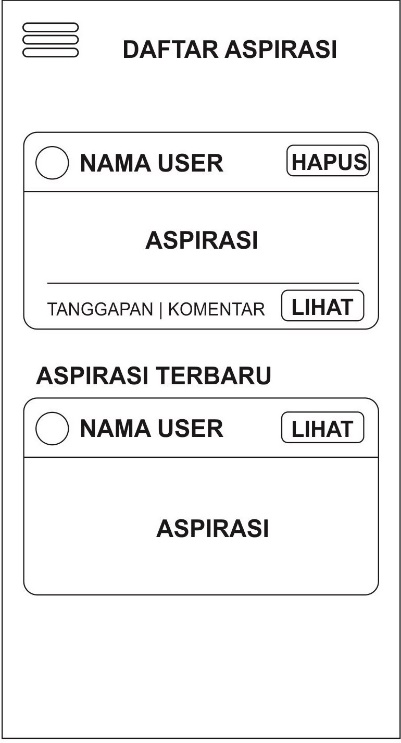 DAFTAR ASPIRASI
NAMA USER HAPUS
ASPIRASI
TANGGAPAN | KOMENTAR LIHAT
ASPIRASI TERBARU
NAMA USER LIHAT
ASPIRASI